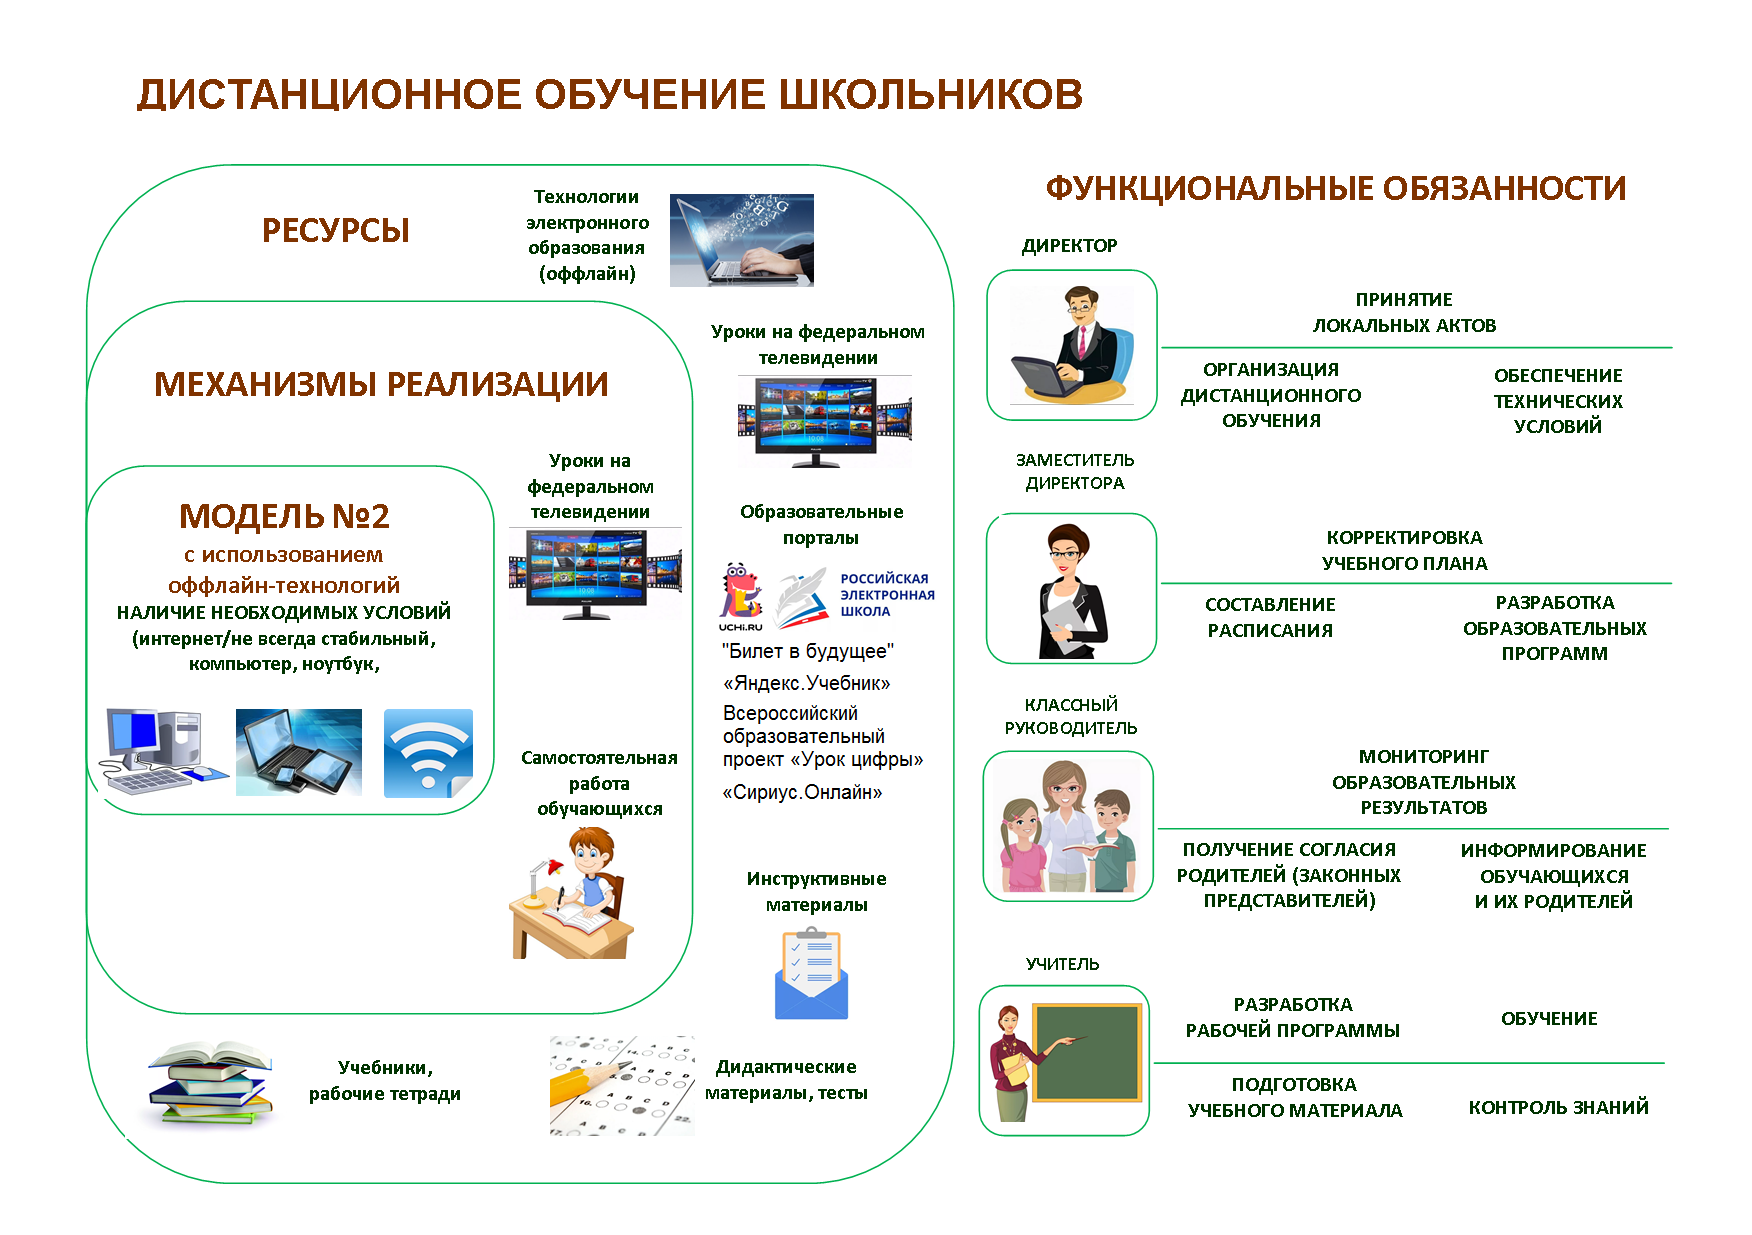 ДИСТАНЦИОННОЕ ОБУЧЕНИЕ ШКОЛЬНИКОВ
РЕСУРСЫ
Технологии
электронного
образования
(оффлайн)
МЕХАНИЗМЫ РЕАЛИЗАЦИИ
Уроки на федеральном
телевидении
Уроки на
федеральном
телевидении
МОДЕЛЬ №2
с использованием
оффлайн-технологий
НАЛИЧИЕ НЕОБХОДИМЫХ УСЛОВИЙ
(интернет/не всегда стабильный,
компьютер, ноутбук,
Образовательные
порталы
UCHi.RU
РОССИЙСКАЯ
ЭЛЕКТРОННАЯ
ШКОЛА
"Билет в будущее"
«Яндекс.Учебник»
Всероссийский
образовательный
проект «Урок цифры»
«Сириус.Онлайн»
Самостоятельная
работа
обучающихся
Инструктивные
материалы
Учебники,
рабочие тетради
Дидактические
материалы, тесты
ФУНКЦИОНАЛЬНЫЕ ОБЯЗАННОСТИ
ДИРЕКТОР
ПРИНЯТИЕ
ЛОКАЛЬНЫХ АКТОВ
ОРГАНИЗАЦИЯ
ДИСТАНЦИОННОГО
ОБУЧЕНИЯ
ОБЕСПЕЧЕНИЕ
ТЕХНИЧЕСКИХ
УСЛОВИЙ
ЗАМЕСТИТЕЛЬ
ДИРЕКТОРА
КОРРЕКТИРОВКА
УЧЕБНОГО ПЛАНА
СОСТАВЛЕНИЕ
РАСПИСАНИЯ
РАЗРАБОТКА
ОБРАЗОВАТЕЛЬНЫХ
ПРОГРАММ
КЛАССНЫЙ
РУКОВОДИТЕЛЬ
МОНИТОРИНГ
ОБРАЗОВАТЕЛЬНЫХ
РЕЗУЛЬТАТОВ
ПОЛУЧЕНИЕ СОГЛАСИЯ
РОДИТЕЛЕЙ (ЗАКОННЫХ
ПРЕДСТАВИТЕЛЕЙ)
ИНФОРМИРОВАНИЕ
ОБУЧАЮЩИХСЯ
И ИХ РОДИТЕЛЕЙ
УЧИТЕЛЬ
РАЗРАБОТКА
РАБОЧЕЙ ПРОГРАММЫ
ОБУЧЕНИЕ
ПОДГОТОВКА
УЧЕБНОГО МАТЕРИАЛА
КОНТРОЛЬ ЗНАНИЙ